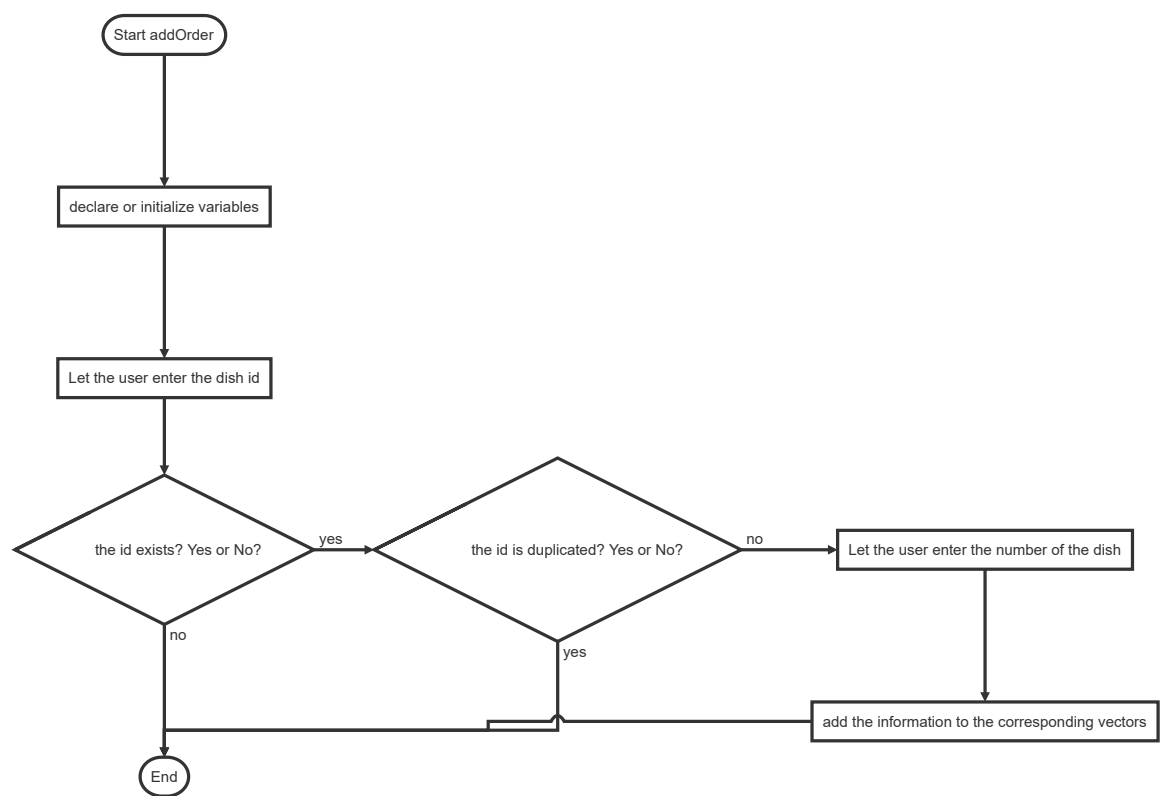 Start addOrder
declare or initialize variables
Let the user enter the dish id
the id exists? Yes or No?
yes
the id is duplicated? Yes or No?
no
Let the user enter the number of the dish
no
yes
add the information to the corresponding vectors
End